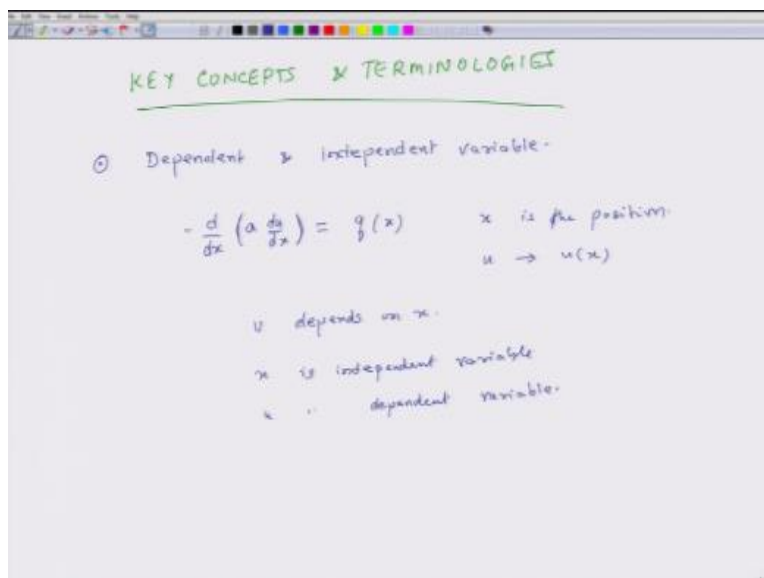 KEY CONCEPTS & TERMINOLOGIES
⊙ Dependent & independent variable.
- d/dx (a du/dx) = q(x) x is the position.
u → u(x)
u depends on x.
x is independent variable
u " dependent variable.